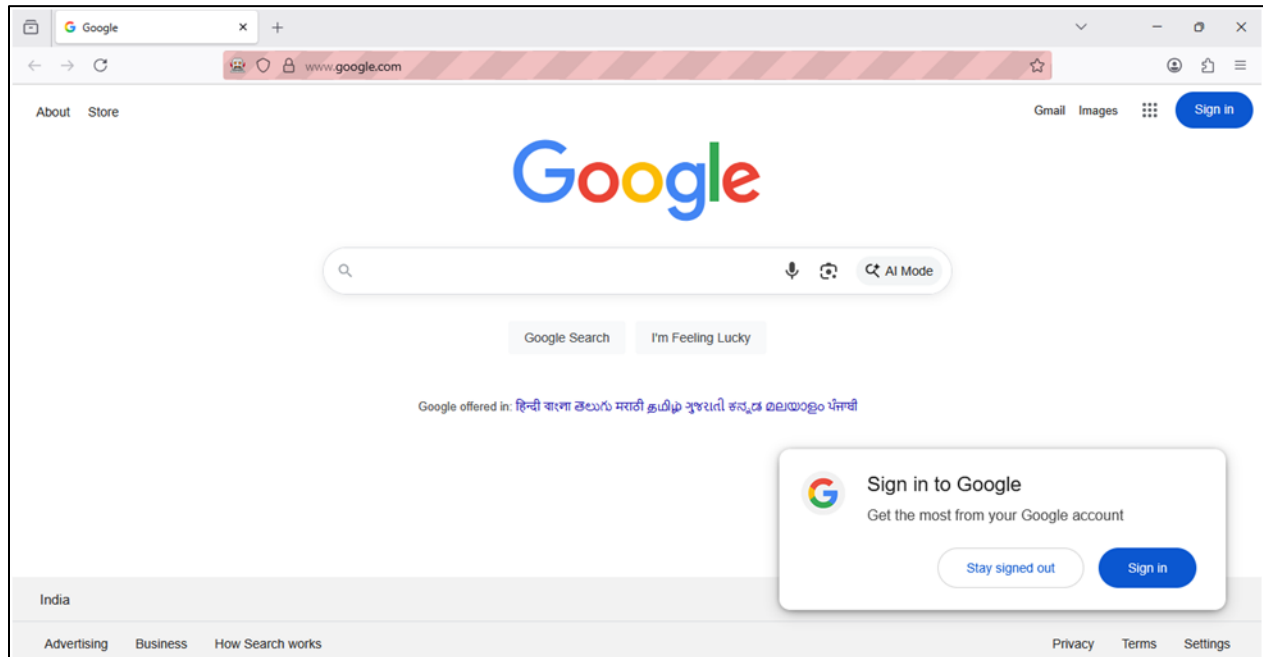 Google
www.google.com
About Store
Gmail Images Sign in
Google
AI Mode
Google Search I'm Feeling Lucky
Google offered in: हिन्दी বাংলা తెలుగు मराठी தமிழ் ગુજરાતી ಕನ್ನಡ മലയാളം ਪੰਜਾਬੀ
Sign in to Google
Get the most from your Google account
Stay signed out Sign in
India
Advertising Business How Search works
Privacy Terms Settings